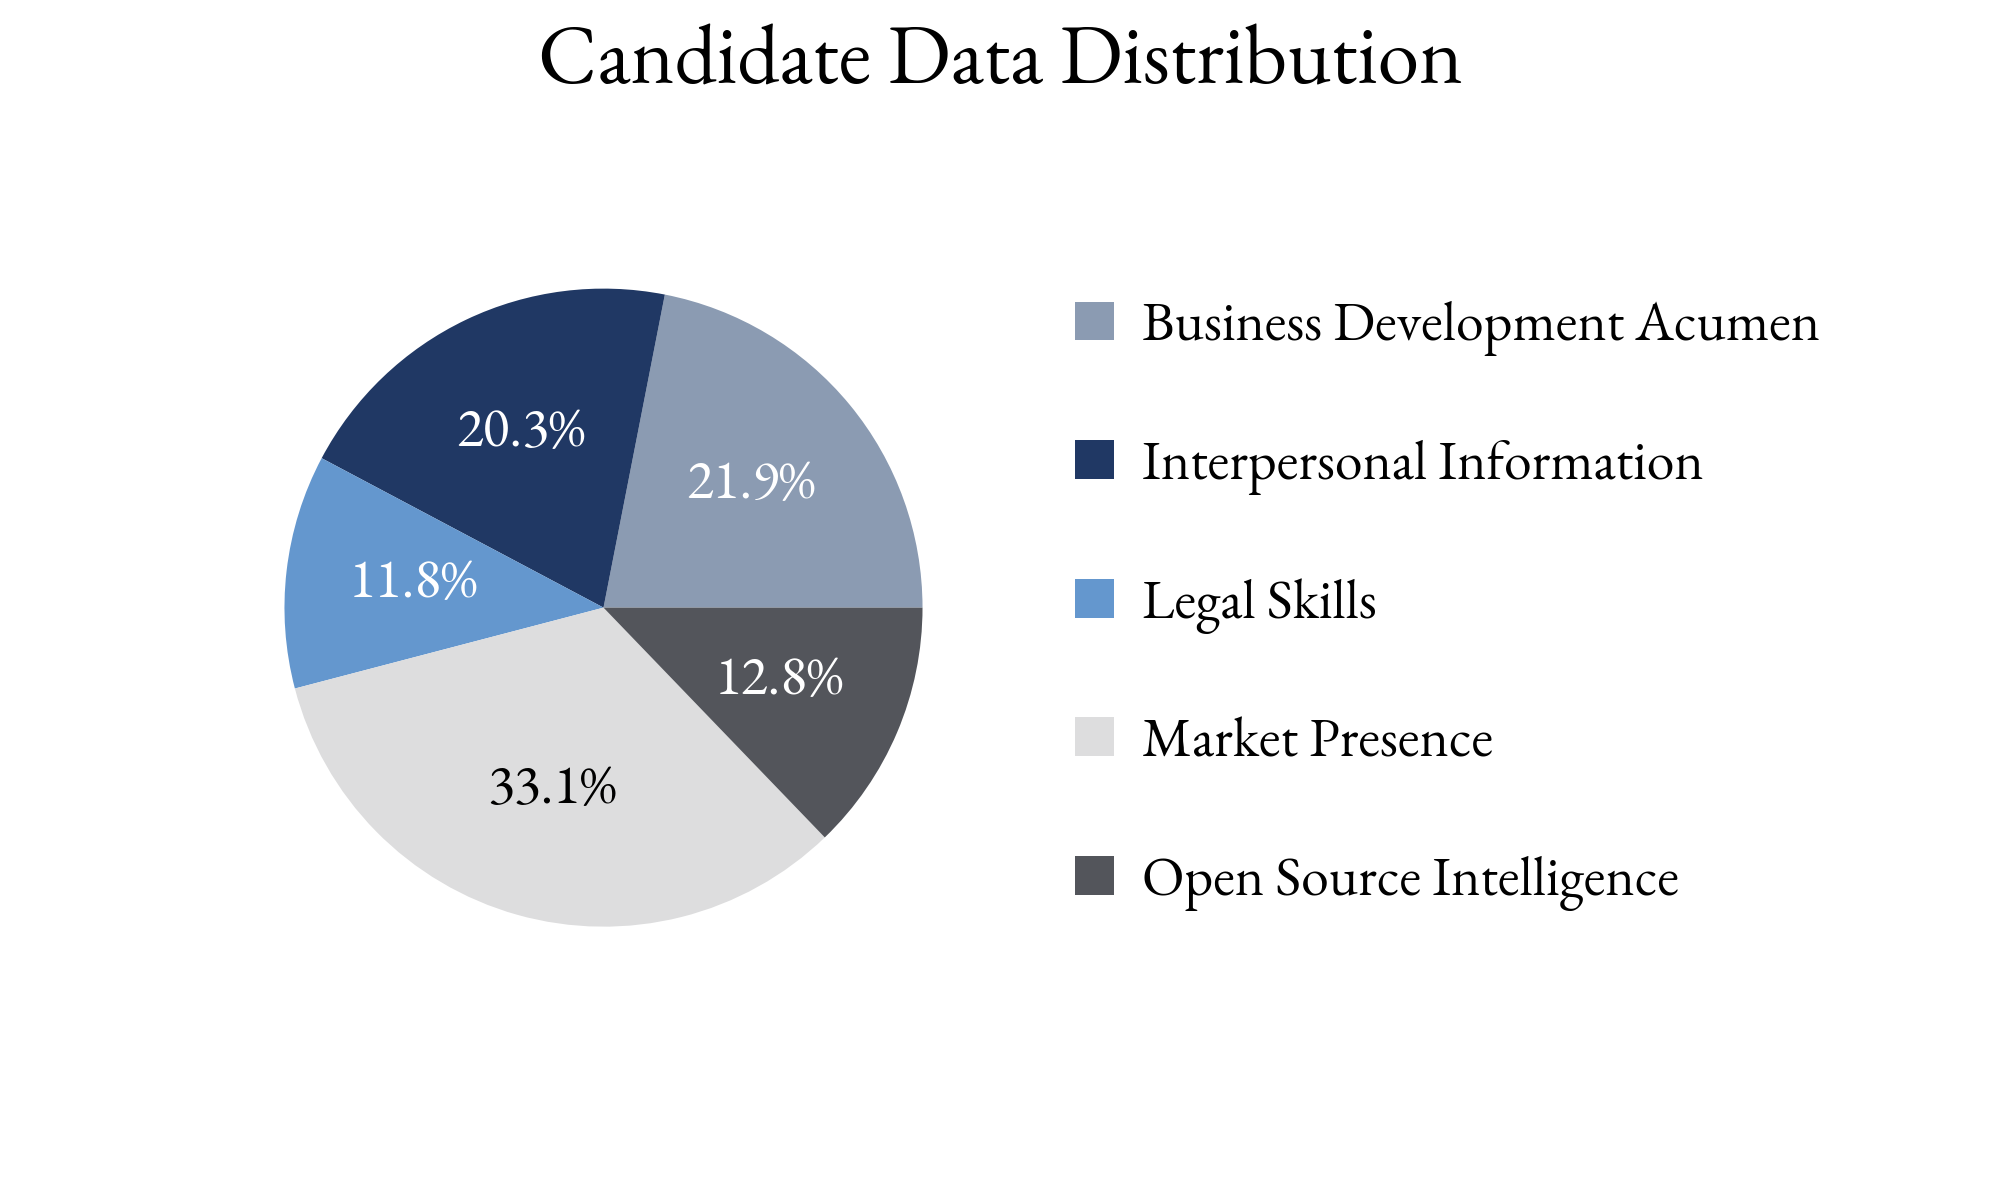 Candidate Data Distribution
20.3%
21.9%
11.8%
12.8%
33.1%
Business Development Acumen
Interpersonal Information
Legal Skills
Market Presence
Open Source Intelligence